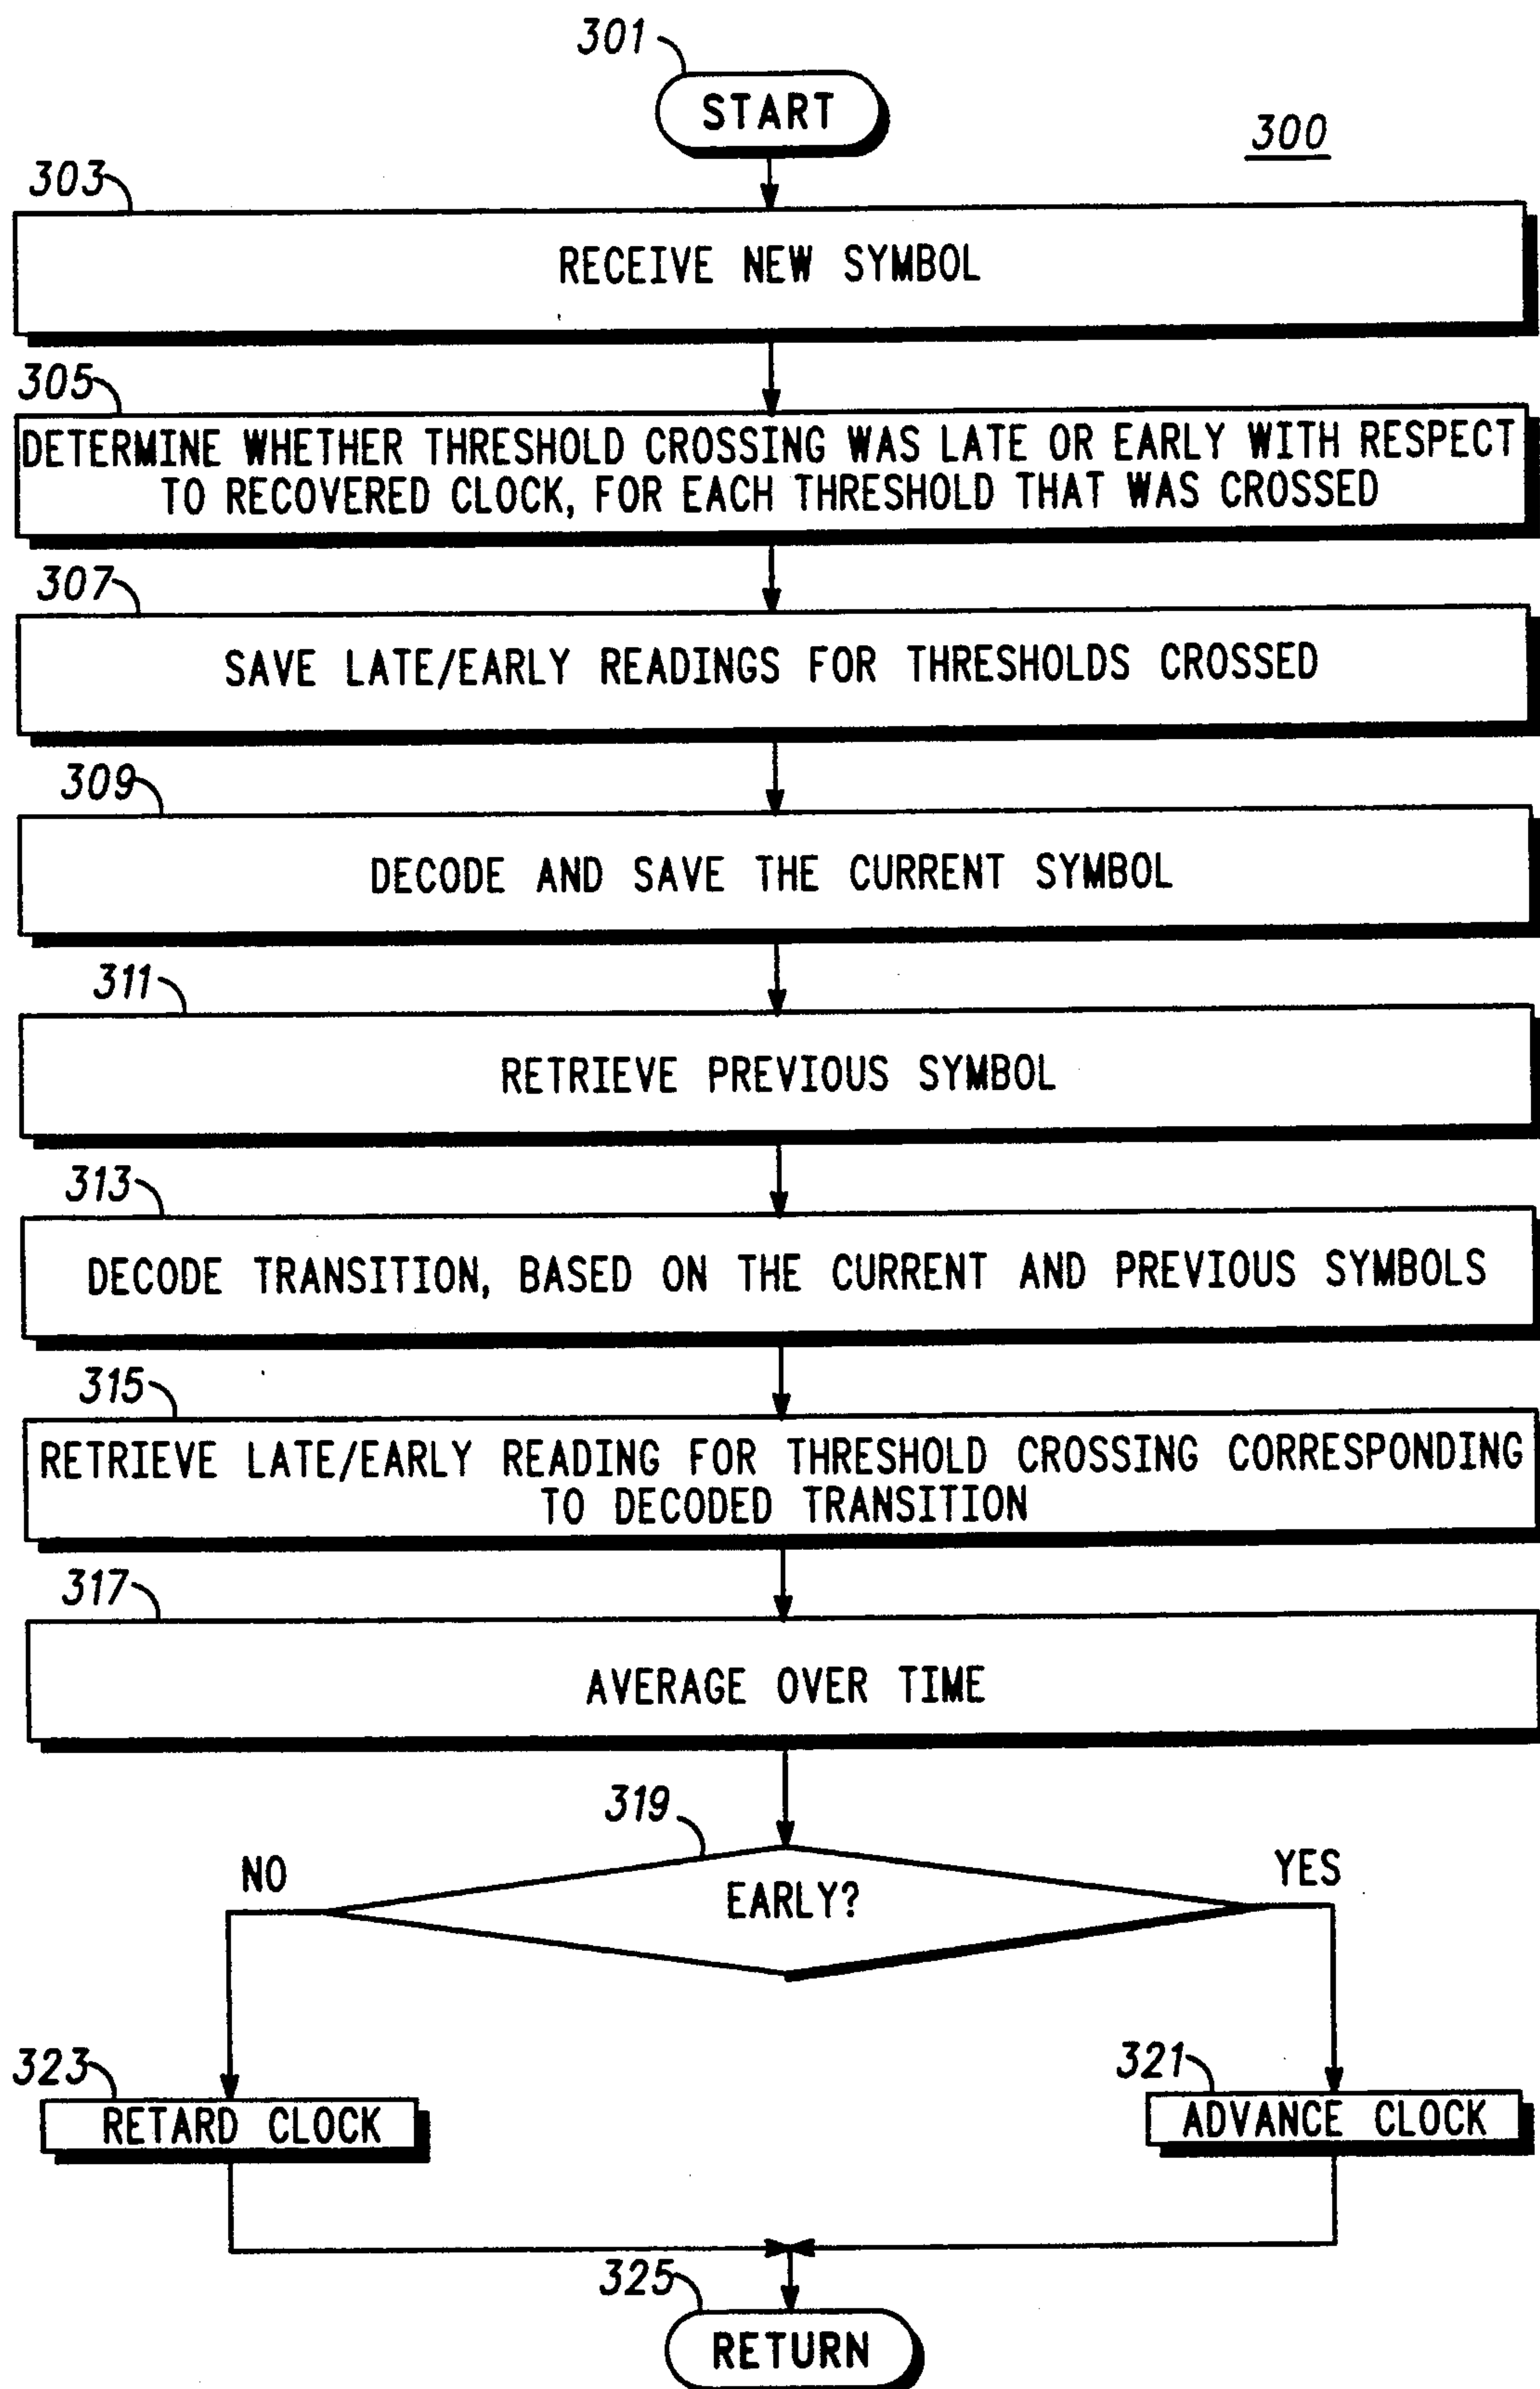 301
START
300
303
RECEIVE NEW SYMBOL
305
DETERMINE WHETHER THRESHOLD CROSSING WAS LATE OR EARLY WITH RESPECT
TO RECOVERED CLOCK, FOR EACH THRESHOLD THAT WAS CROSSED
307
SAVE LATE/EARLY READINGS FOR THRESHOLDS CROSSED
309
DECODE AND SAVE THE CURRENT SYMBOL
311
RETRIEVE PREVIOUS SYMBOL
313
DECODE TRANSITION, BASED ON THE CURRENT AND PREVIOUS SYMBOLS
315
RETRIEVE LATE/EARLY READING FOR THRESHOLD CROSSING CORRESPONDING
TO DECODED TRANSITION
317
AVERAGE OVER TIME
319
NO
EARLY?
YES
323
RETARD CLOCK
321
ADVANCE CLOCK
325
RETURN